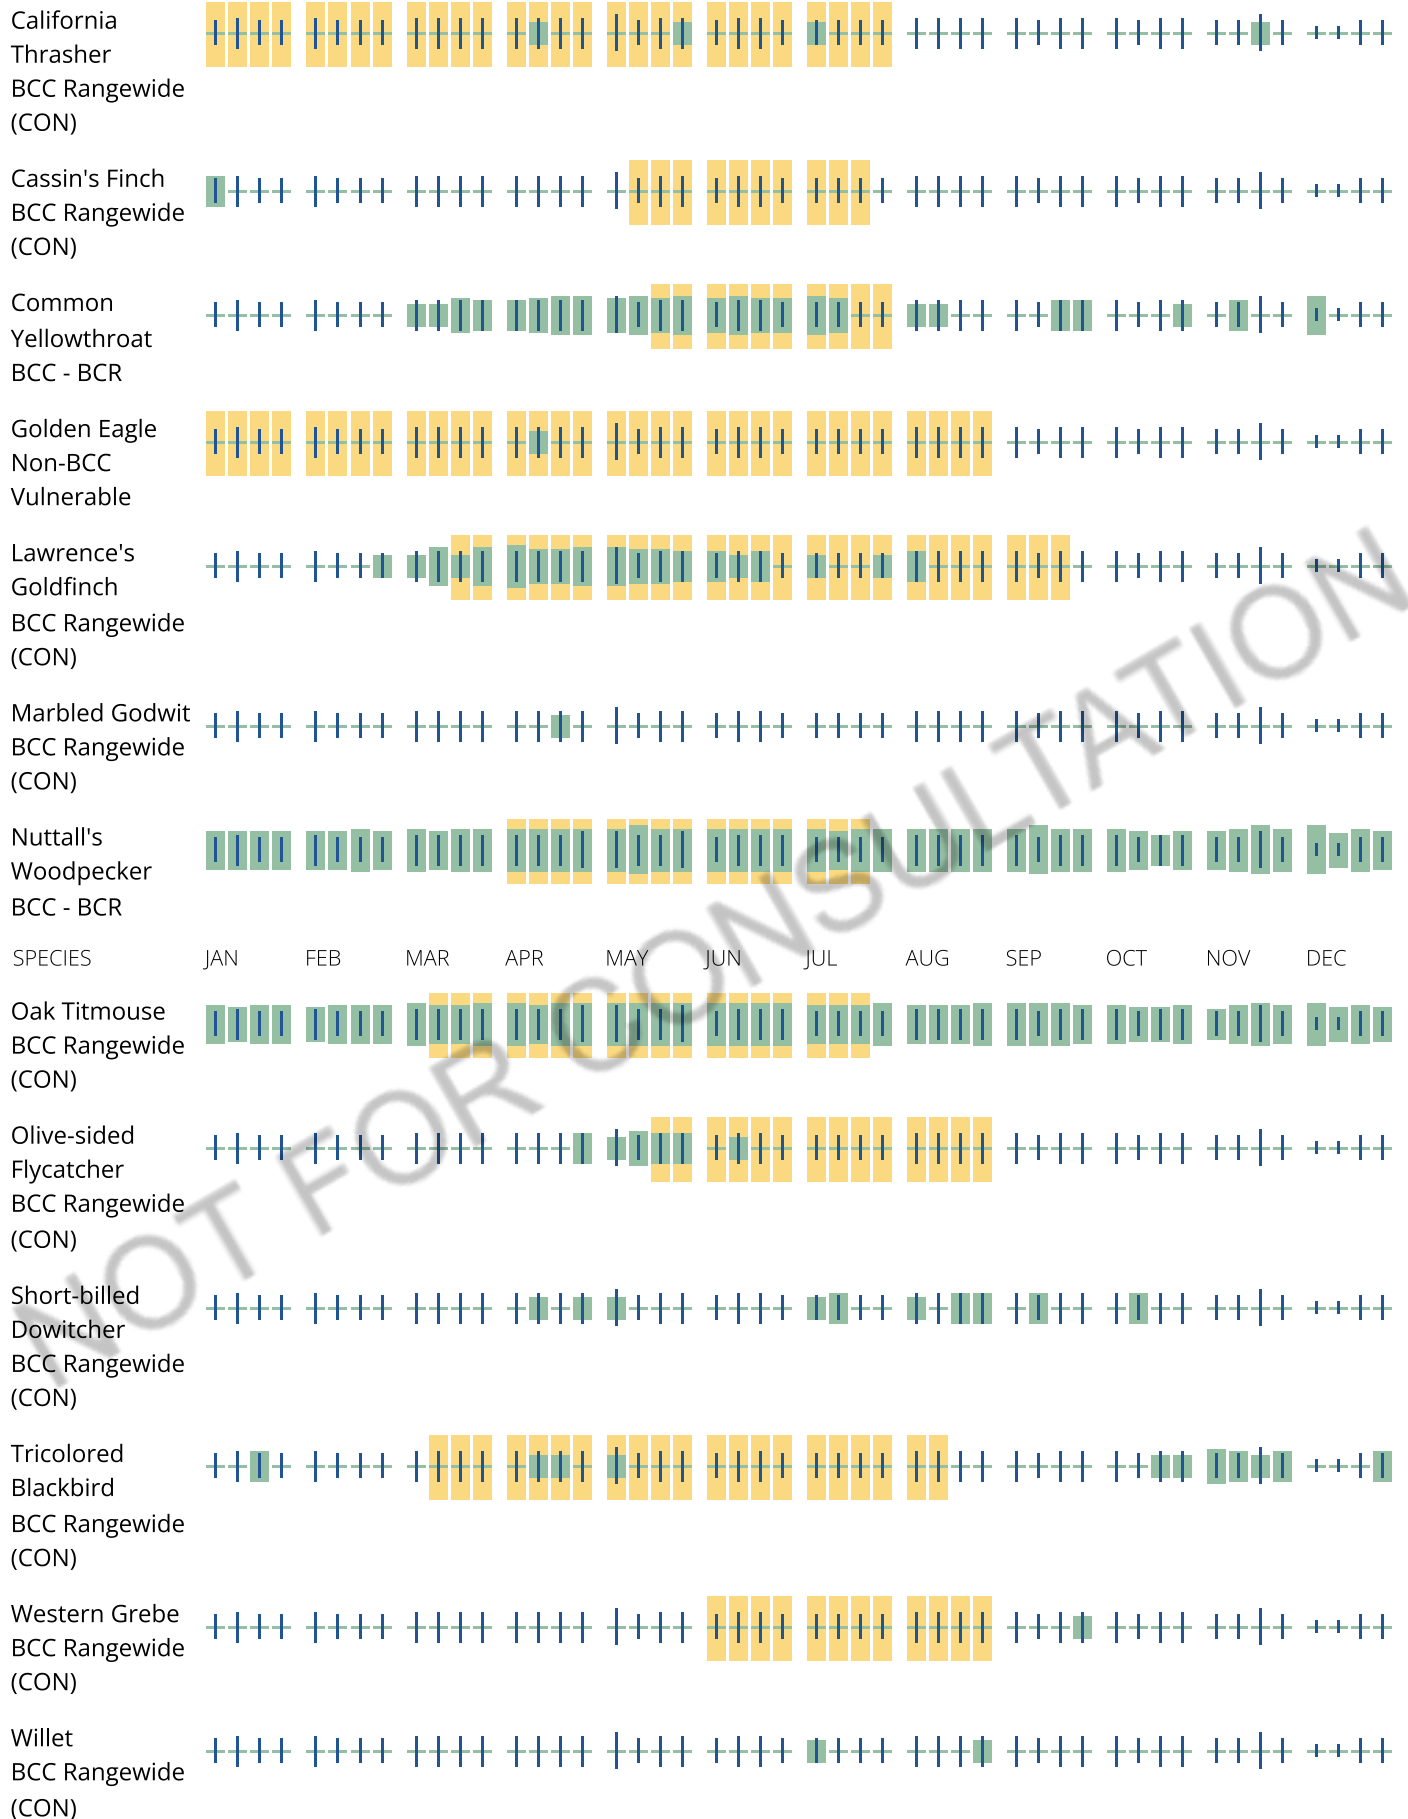 California
Thrasher
BCC Rangewide
(CON)
Cassin's Finch
BCC Rangewide
(CON)
Common
Yellowthroat
BCC - BCR
Golden Eagle
Non-BCC
Vulnerable
Lawrence's
Goldfinch
BCC Rangewide
(CON)
Marbled Godwit
BCC Rangewide
(CON)
Nuttall's
Woodpecker
BCC - BCR
SPECIES JAN FEB MAR APR MAY JUN JUL AUG SEP OCT NOV DEC
Oak Titmouse
BCC Rangewide
(CON)
Olive-sided
Flycatcher
BCC Rangewide
(CON)
Short-billed
Dowitcher
BCC Rangewide
(CON)
Tricolored
Blackbird
BCC Rangewide
(CON)
Western Grebe
BCC Rangewide
(CON)
Willet
BCC Rangewide
(CON)
NOT FOR CONSULTATION